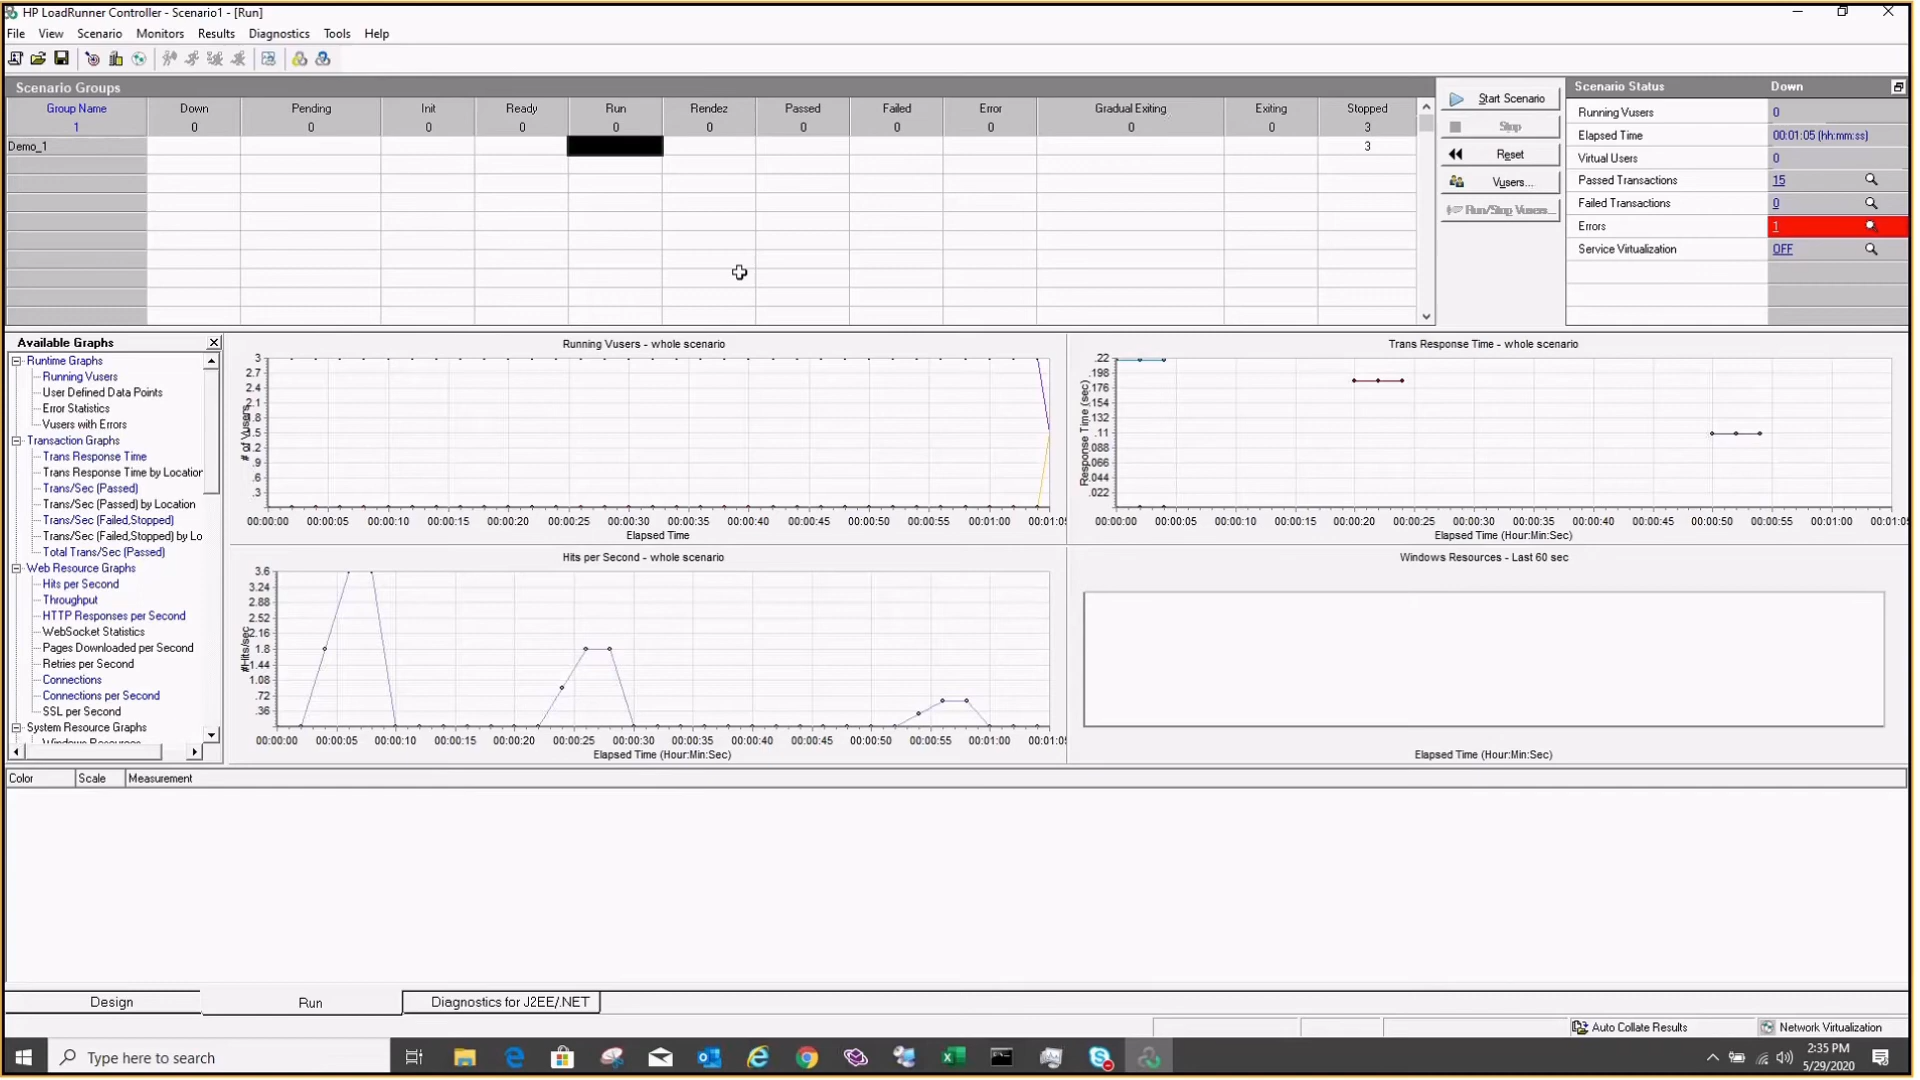 HP LoadRunner Controller - Scenario1 - [Run]
File View Scenario Monitors Results Diagnostics Tools Help
Scenario Groups
Group Name Down Pending Init Ready Run Rendez Passed Failed Error Gradual Exiting Exiting Stopped
1 0 0 0 0 0 0 0 0 0 0 0 3
Demo_1 3
Start Scenario
Stop
Reset
Vusers...
Run/Stop Vusers...
Scenario Status Down
Running Vusers 0
Elapsed Time 00:01:05 (hh:mm:ss)
Virtual Users 0
Passed Transactions 15
Failed Transactions 0
Errors 1
Service Virtualization OFF
Available Graphs
Runtime Graphs
Running Vusers
User Defined Data Points
Error Statistics
Vusers with Errors
Transaction Graphs
Trans Response Time
Trans Response Time by Location
Trans/Sec (Passed)
Trans/Sec (Passed) by Location
Trans/Sec (Failed,Stopped)
Trans/Sec (Failed,Stopped) by Lo
Total Trans/Sec (Passed)
Web Resource Graphs
Hits per Second
Throughput
HTTP Responses per Second
WebSocket Statistics
Pages Downloaded per Second
Retries per Second
Connections
Connections per Second
SSL per Second
System Resource Graphs
Windows Resources
Running Vusers - whole scenario
# of Vusers
3
2.7
2.4
2.1
1.8
1.5
1.2
.9
.6
.3
00:00:00 00:00:05 00:00:10 00:00:15 00:00:20 00:00:25 00:00:30 00:00:35 00:00:40 00:00:45 00:00:50 00:00:55 00:01:00 00:01:05
Elapsed Time
Trans Response Time - whole scenario
Response Time (sec)
.22
.198
.176
.154
.132
.11
.088
.066
.044
.022
00:00:00 00:00:05 00:00:10 00:00:15 00:00:20 00:00:25 00:00:30 00:00:35 00:00:40 00:00:45 00:00:50 00:00:55 00:01:00 00:01:05
Elapsed Time (Hour:Min:Sec)
Hits per Second - whole scenario
#Hits/sec
3.6
3.24
2.88
2.52
2.16
1.8
1.44
1.08
.72
.36
00:00:00 00:00:05 00:00:10 00:00:15 00:00:20 00:00:25 00:00:30 00:00:35 00:00:40 00:00:45 00:00:50 00:00:55 00:01:00 00:01:05
Elapsed Time (Hour:Min:Sec)
Windows Resources - Last 60 sec
Elapsed Time (Hour:Min:Sec)
Color Scale Measurement
Design Run Diagnostics for J2EE/.NET
Auto Collate Results Network Virtualization
Type here to search
2:35 PM
5/29/2020